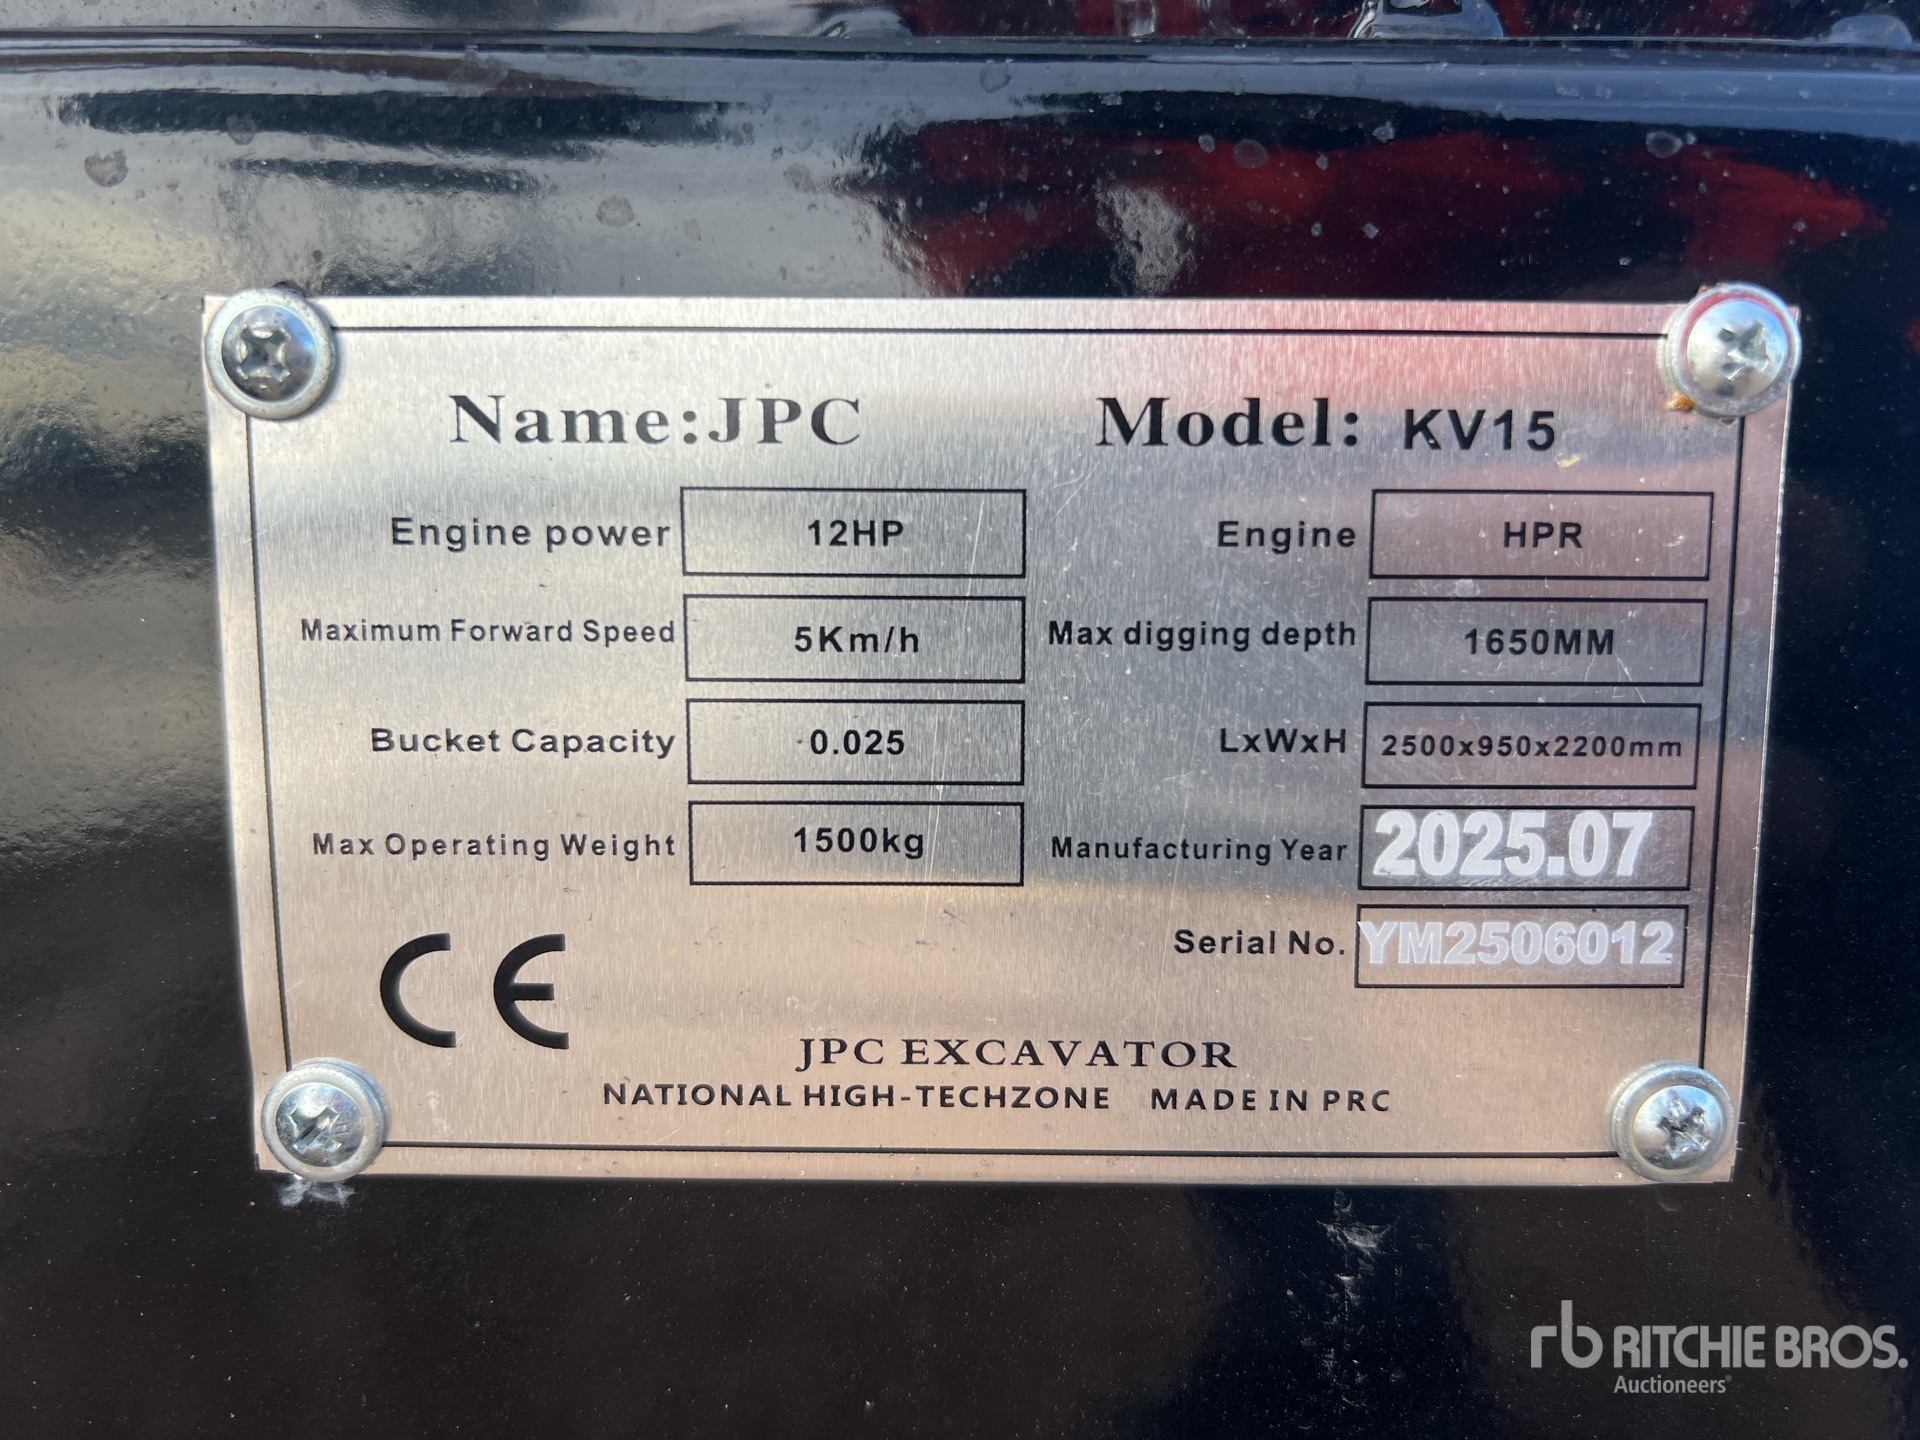 Name:JPC Model: KV15
Engine power 12HP Engine HPR
Maximum Forward Speed 5Km/h Max digging depth 1650MM
Bucket Capacity 0.025 LxWxH 2500x950x2200mm
Max Operating Weight 1500kg Manufacturing Year 2025.07
Serial No. YM2506012
CE
JPC EXCAVATOR
NATIONAL HIGH-TECHZONE MADE IN PRC
rb RITCHIE BROS.
Auctioneers